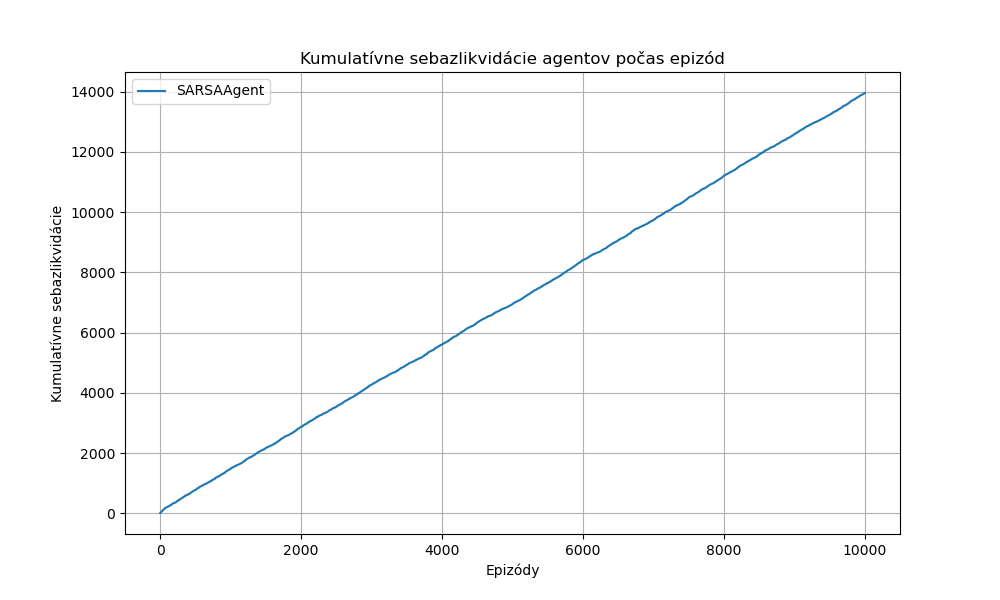 Kumulatívne sebazlikvidácie agentov počas epizód
SARSAAgent
Kumulatívne sebazlikvidácie
14000
12000
10000
8000
6000
4000
2000
0
0 2000 4000 6000 8000 10000
Epizódy